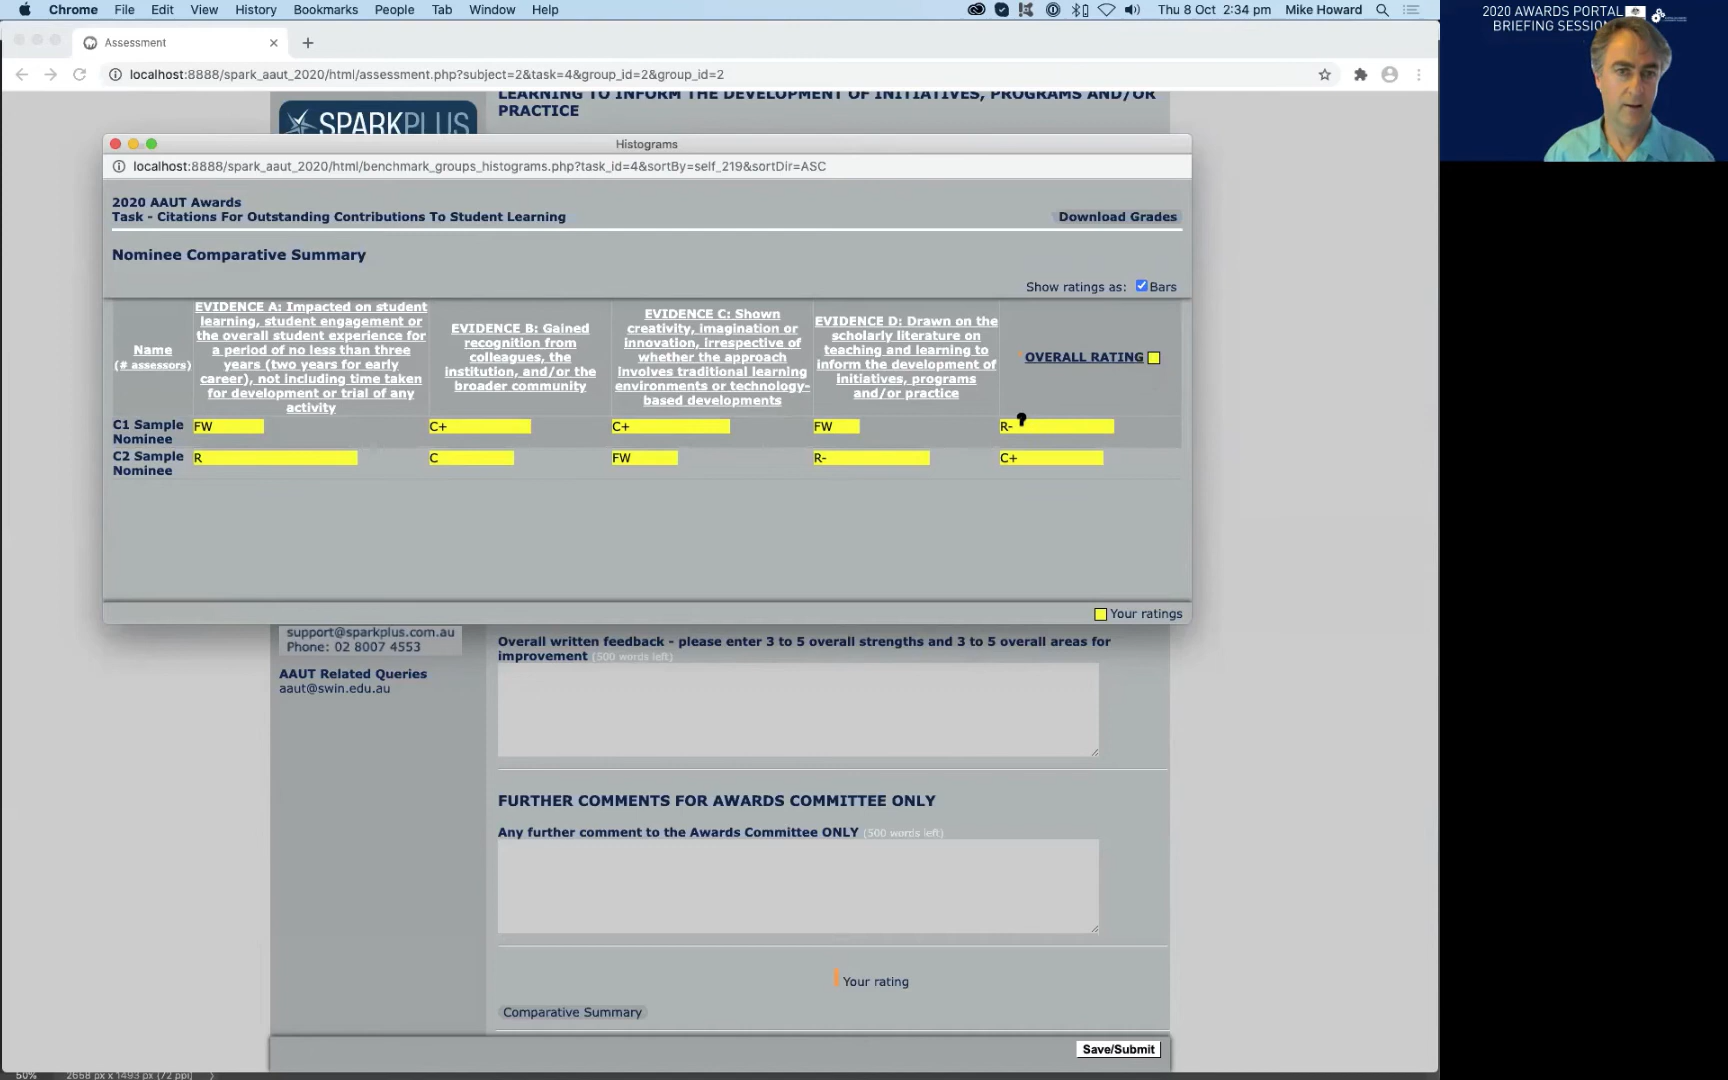 Chrome File Edit View History Bookmarks People Tab Window Help
Thu 8 Oct 2:34 pm Mike Howard
2020 AWARDS PORTAL
BRIEFING SESSION
Assessment
localhost:8888/spark_aaut_2020/html/assessment.php?subject=2&task=4&group_id=2&group_id=2
LEARNING TO INFORM THE DEVELOPMENT OF INITIATIVES, PROGRAMS AND/OR
PRACTICE
SPARKPLUS
Histograms
localhost:8888/spark_aaut_2020/html/benchmark_groups_histograms.php?task_id=4&sortBy=self_219&sortDir=ASC
2020 AAUT Awards
Task - Citations For Outstanding Contributions To Student Learning
Download Grades
Nominee Comparative Summary
Show ratings as: Bars
Name
(# assessors)
EVIDENCE A: Impacted on student
learning, student engagement or
the overall student experience for
a period of no less than three
years (two years for early
career), not including time taken
for development or trial of any
activity
EVIDENCE B: Gained
recognition from
colleagues, the
institution, and/or the
broader community
EVIDENCE C: Shown
creativity, imagination or
innovation, irrespective of
whether the approach
involves traditional learning
environments or technology-
based developments
EVIDENCE D: Drawn on the
scholarly literature on
teaching and learning to
inform the development of
initiatives, programs
and/or practice
OVERALL RATING
C1 Sample
Nominee
FW C+ C+ FW R-
C2 Sample
Nominee
R C FW R- C+
Your ratings
support@sparkplus.com.au
Phone: 02 8007 4553
AAUT Related Queries
aaut@swin.edu.au
Overall written feedback - please enter 3 to 5 overall strengths and 3 to 5 overall areas for
improvement (500 words left)
FURTHER COMMENTS FOR AWARDS COMMITTEE ONLY
Any further comment to the Awards Committee ONLY (500 words left)
Your rating
Comparative Summary
Save/Submit
50% 2668 px x 1493 px (72 ppi)